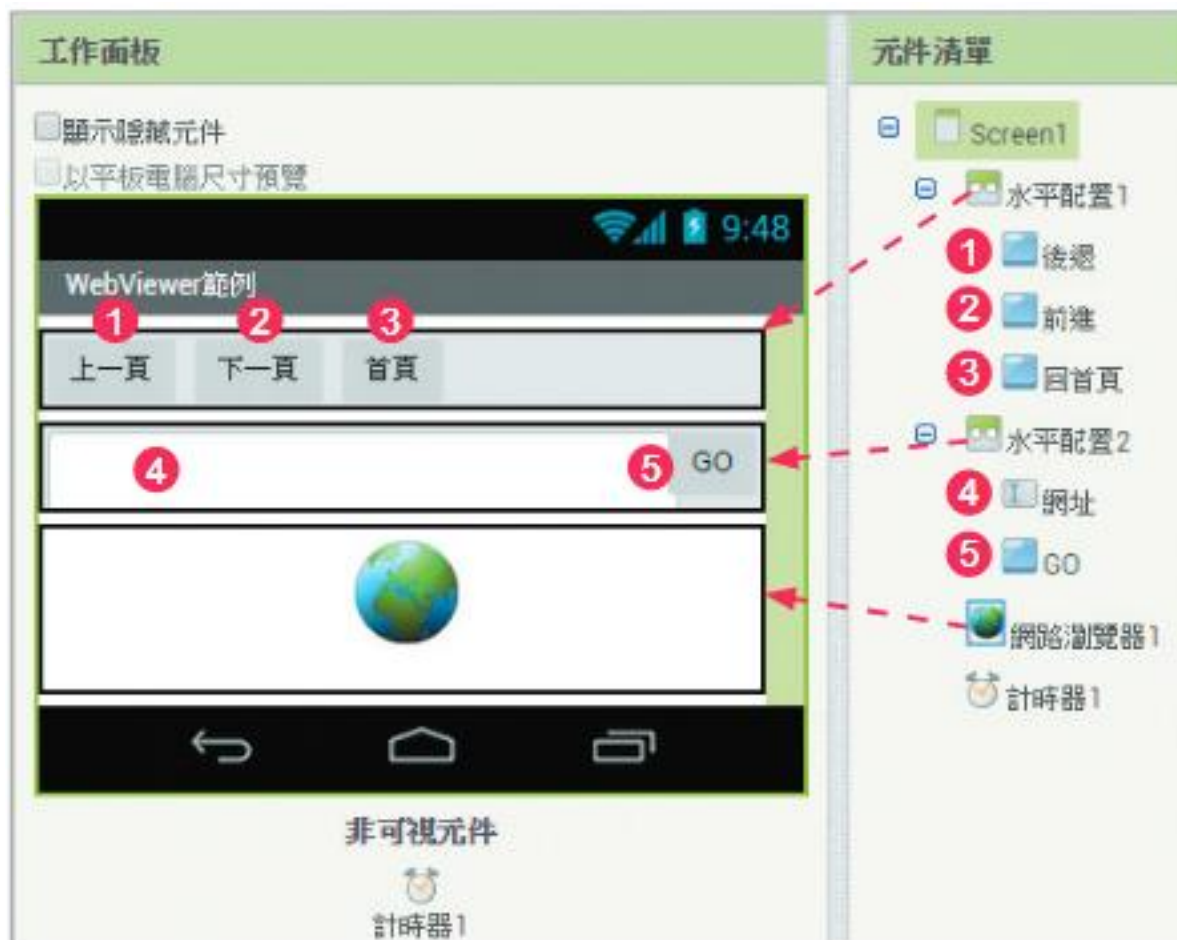 工作面板
顯示隱藏元件
以平板電腦尺寸預覽
9:48
WebViewer範例
1 2 3
上一頁 下一頁 首頁
4 5 GO
非可視元件
計時器1
元件清單
Screen1
水平配置1
1 後退
2 前進
3 回首頁
水平配置2
4 網址
5 GO
網路瀏覽器1
計時器1